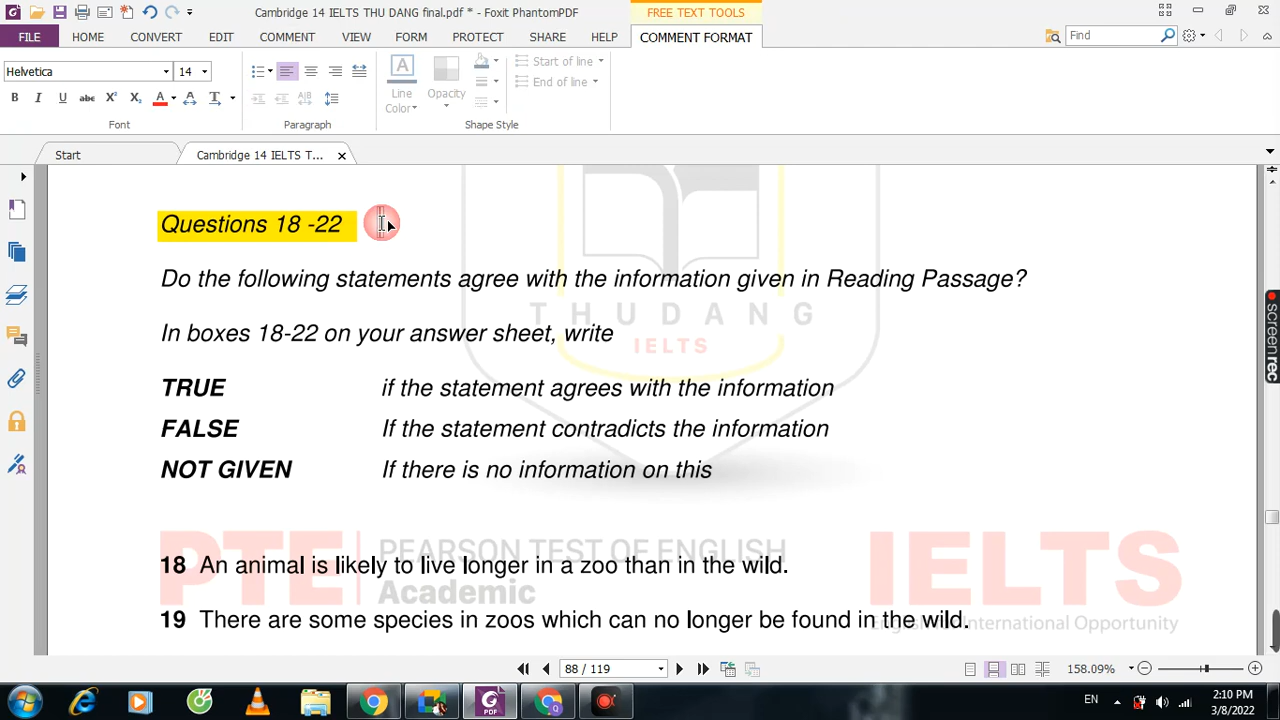 Cambridge 14 IELTS THU DANG final.pdf * - Foxit PhantomPDF
FREE TEXT TOOLS
FILE HOME CONVERT EDIT COMMENT VIEW FORM PROTECT SHARE HELP COMMENT FORMAT Find
Helvetica 14 Line Color Opacity Start of line
End of line
Font Paragraph Shape Style
Start Cambridge 14 IELTS T...
Questions 18 -22
Do the following statements agree with the information given in Reading Passage?
THUDANG
IELTS
In boxes 18-22 on your answer sheet, write
TRUE if the statement agrees with the information
FALSE If the statement contradicts the information
NOT GIVEN If there is no information on this
PTE PEARSON TEST OF ENGLISH
Academic
IELTS
18 An animal is likely to live longer in a zoo than in the wild.
19 There are some species in zoos which can no longer be found in the wild.
International Opportunity
screenrec
88 / 119 158.09%
EN 2:10 PM
3/8/2022